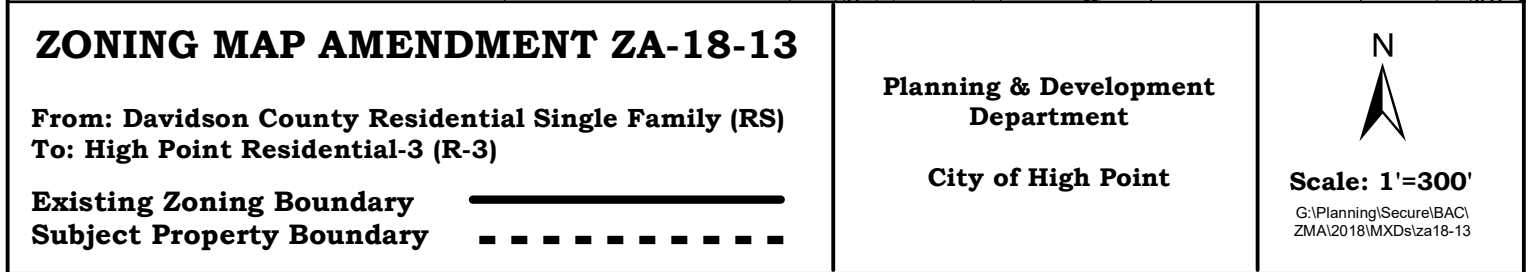 ZONING MAP AMENDMENT ZA-18-13
From: Davidson County Residential Single Family (RS)
To: High Point Residential-3 (R-3)
Existing Zoning Boundary
Subject Property Boundary
Planning & Development
Department
City of High Point
N
Scale: 1'=300'
G:\Planning\Secure\BAC\
ZMA\2018\MXDs\za18-13